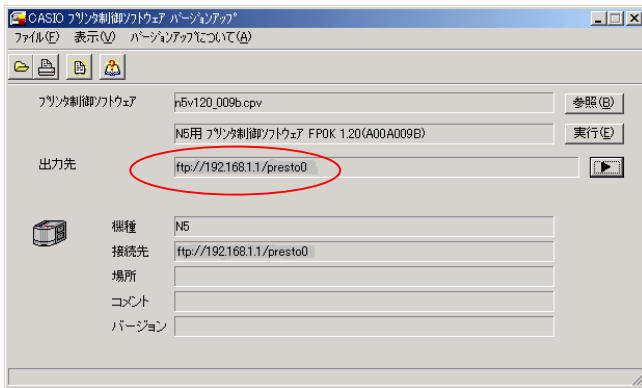 CASIO プリンタ制御ソフトウェア バージョンアップ
ファイル(F) 表示(V) バージョンアップについて(A)
プリンタ制御ソフトウェア n5v120_009b.cpv 参照(B)
N5用 プリンタ制御ソフトウェア FP0K 1.20(A00A009B) 実行(E)
出力先 ftp://192.168.1.1/presto0
機種 N5
接続先 ftp://192.168.1.1/presto0
場所
コメント
バージョン